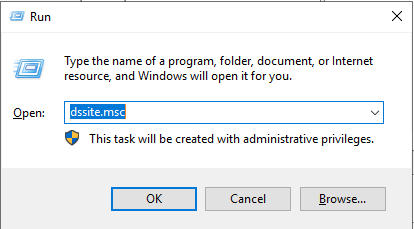 Run
Type the name of a program, folder, document, or Internet
resource, and Windows will open it for you.
Open: dssite.msc
This task will be created with administrative privileges.
OK Cancel Browse...